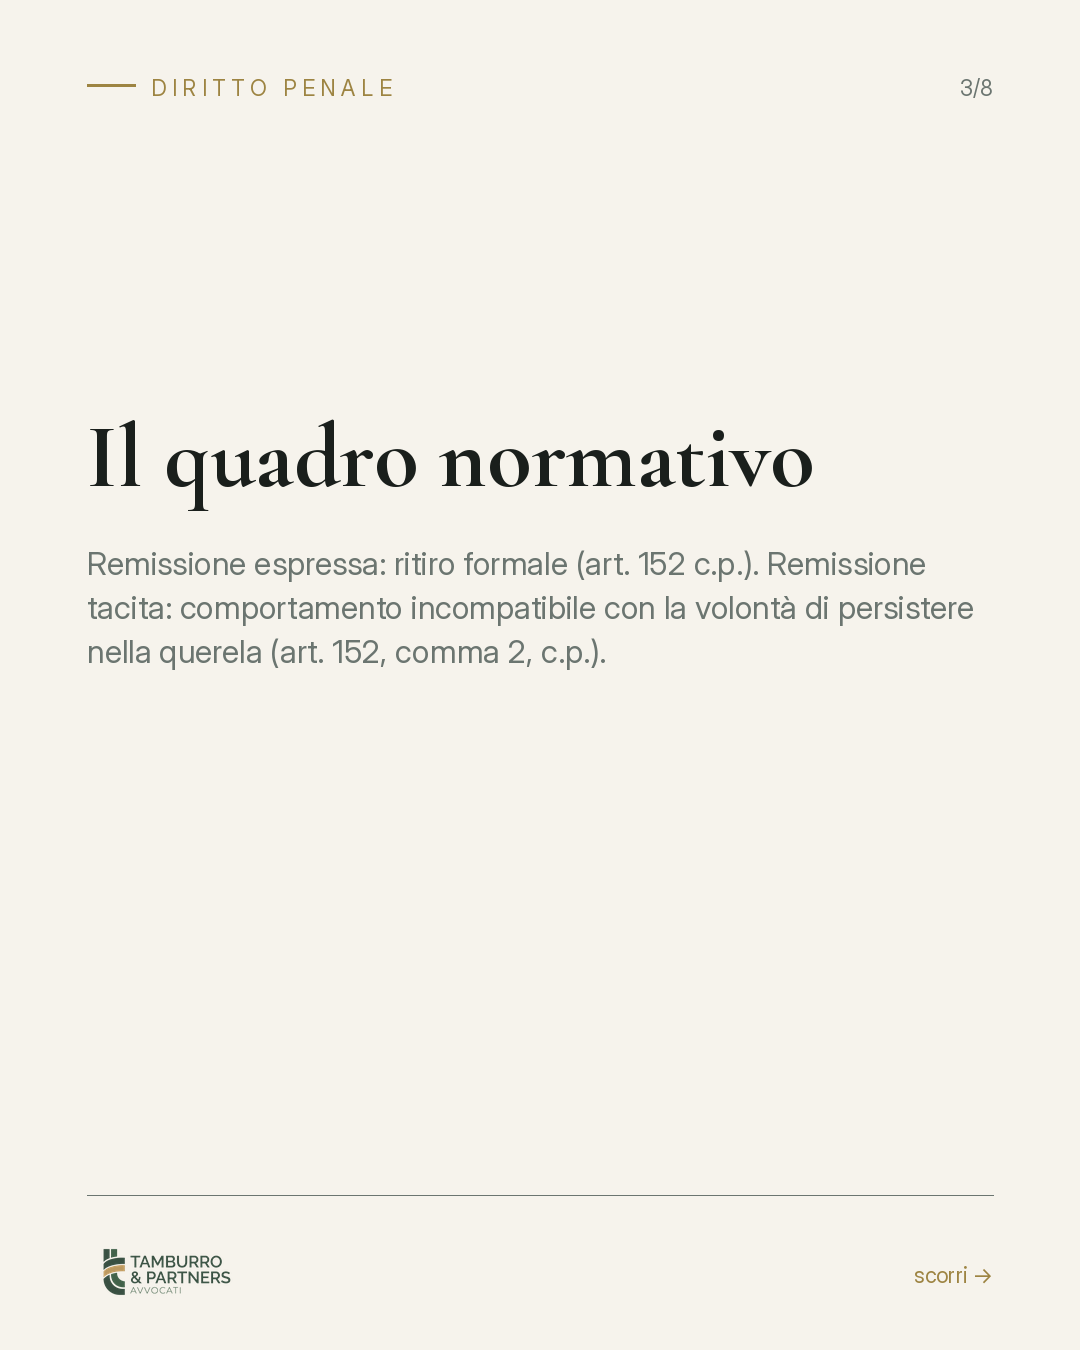 DIRITTO PENALE
3/8
Il quadro normativo
Remissione espressa: ritiro formale (art. 152 c.p.). Remissione
tacita: comportamento incompatibile con la volontà di persistere
nella querela (art. 152, comma 2, c.p.).
TAMBURRO
& PARTNERS
AVVOCATI
scorri →